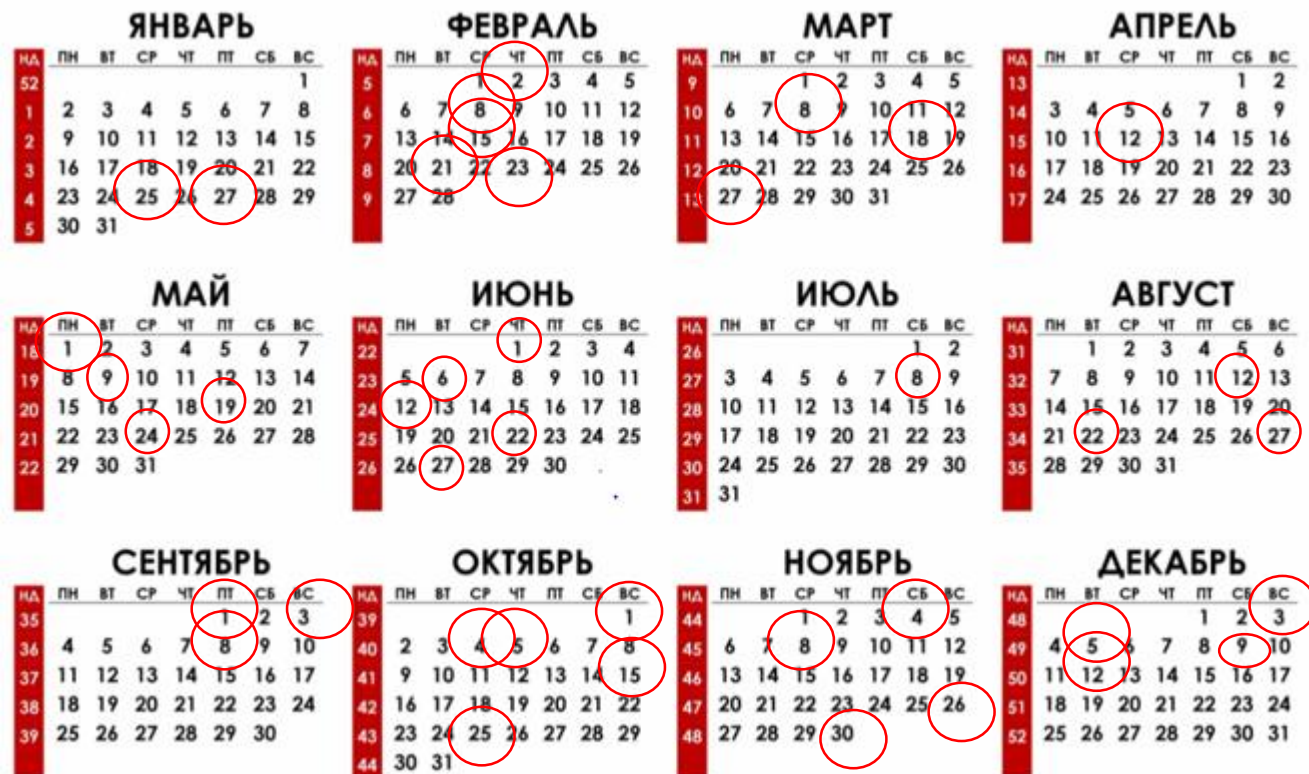 ЯНВАРЬ
НД ПН ВТ СР ЧТ ПТ СБ ВС
52 1
1 2 3 4 5 6 7 8
2 9 10 11 12 13 14 15
3 16 17 18 19 20 21 22
4 23 24 25 26 27 28 29
5 30 31
ФЕВРАЛЬ
НД ПН ВТ СР ЧТ ПТ СБ ВС
5 1 2 3 4 5
6 6 7 8 9 10 11 12
7 13 14 15 16 17 18 19
8 20 21 22 23 24 25 26
9 27 28
МАРТ
НД ПН ВТ СР ЧТ ПТ СБ ВС
9 1 2 3 4 5
10 6 7 8 9 10 11 12
11 13 14 15 16 17 18 19
12 20 21 22 23 24 25 26
13 27 28 29 30 31
АПРЕЛЬ
НД ПН ВТ СР ЧТ ПТ СБ ВС
13 1 2
14 3 4 5 6 7 8 9
15 10 11 12 13 14 15 16
16 17 18 19 20 21 22 23
17 24 25 26 27 28 29 30
МАЙ
НД ПН ВТ СР ЧТ ПТ СБ ВС
18 1 2 3 4 5 6 7
19 8 9 10 11 12 13 14
20 15 16 17 18 19 20 21
21 22 23 24 25 26 27 28
22 29 30 31
ИЮНЬ
НД ПН ВТ СР ЧТ ПТ СБ ВС
22 1 2 3 4
23 5 6 7 8 9 10 11
24 12 13 14 15 16 17 18
25 19 20 21 22 23 24 25
26 26 27 28 29 30
ИЮЛЬ
НД ПН ВТ СР ЧТ ПТ СБ ВС
26 1 2
27 3 4 5 6 7 8 9
28 10 11 12 13 14 15 16
29 17 18 19 20 21 22 23
30 24 25 26 27 28 29 30
31 31
АВГУСТ
НД ПН ВТ СР ЧТ ПТ СБ ВС
31 1 2 3 4 5 6
32 7 8 9 10 11 12 13
33 14 15 16 17 18 19 20
34 21 22 23 24 25 26 27
35 28 29 30 31
СЕНТЯБРЬ
НД ПН ВТ СР ЧТ ПТ СБ ВС
35 1 2 3
36 4 5 6 7 8 9 10
37 11 12 13 14 15 16 17
38 18 19 20 21 22 23 24
39 25 26 27 28 29 30
ОКТЯБРЬ
НД ПН ВТ СР ЧТ ПТ СБ ВС
39 1
40 2 3 4 5 6 7 8
41 9 10 11 12 13 14 15
42 16 17 18 19 20 21 22
43 23 24 25 26 27 28 29
44 30 31
НОЯБРЬ
НД ПН ВТ СР ЧТ ПТ СБ ВС
44 1 2 3 4 5
45 6 7 8 9 10 11 12
46 13 14 15 16 17 18 19
47 20 21 22 23 24 25 26
48 27 28 29 30
ДЕКАБРЬ
НД ПН ВТ СР ЧТ ПТ СБ ВС
48 1 2 3
49 4 5 6 7 8 9 10
50 11 12 13 14 15 16 17
51 18 19 20 21 22 23 24
52 25 26 27 28 29 30 31